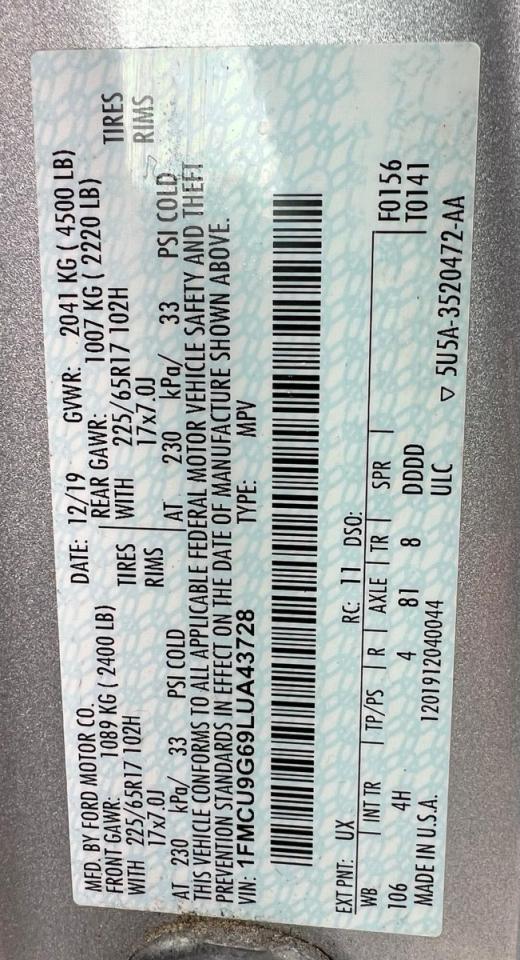 MFD. BY FORD MOTOR CO. DATE: 12/19 GVWR: 2041 KG ( 4500 LB)
FRONT GAWR: 1089 KG ( 2400 LB) REAR GAWR: 1007 KG ( 2220 LB)
WITH 225/65R17 102H TIRES WITH 225/65R17 102H TIRES
17x7.0J RIMS 17x7.0J RIMS
AT 230 kPa/ 33 PSI COLD AT 230 kPa/ 33 PSI COLD
THIS VEHICLE CONFORMS TO ALL APPLICABLE FEDERAL MOTOR VEHICLE SAFETY AND THEFT
PREVENTION STANDARDS IN EFFECT ON THE DATE OF MANUFACTURE SHOWN ABOVE.
VIN: 1FMCU9G69LUA43728 TYPE: MPV
EXT PNT: UX RC: 11 DSO: F0156
WB INT TR TP/PS R AXLE TR SPR T0141
106 4H 4 81 8 DDDD
MADE IN U.S.A. 1201912040044 ULC ▽ 5U5A-3520472-AA